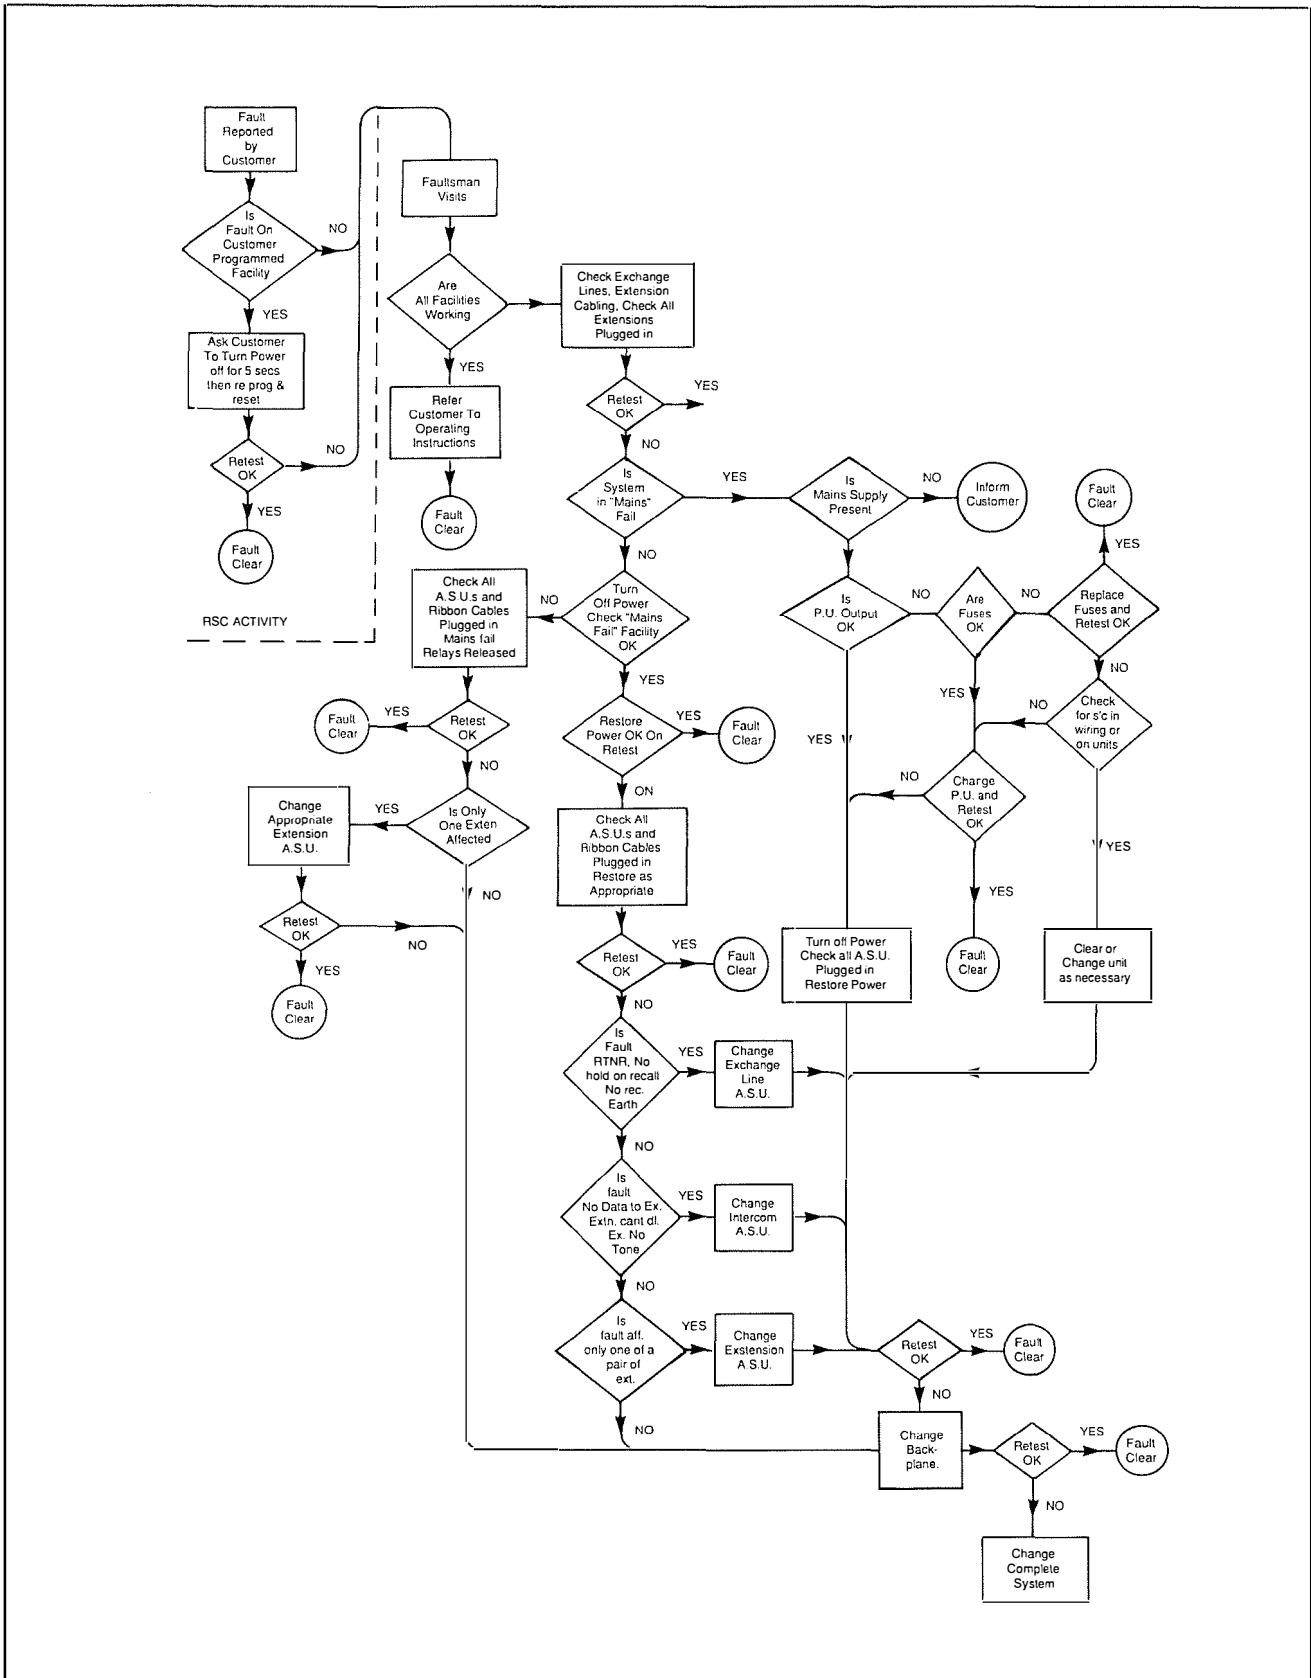 Fault
Reported
by
Customer
Is
Fault On
Customer
Programmed
Facility
NO
YES
Ask Customer
To Turn Power
off for 5 secs
then re prog &
reset
Retest
OK
NO
YES
Fault
Clear
RSC ACTIVITY
Faultsman
Visits
Are
All Facilities
Working
YES
Refer
Customer To
Operating
Instructions
Fault
Clear
Check Exchange
Lines, Extension
Cabling, Check All
Extensions
Plugged in
Retest
OK
YES
NO
Is
System
in "Mains"
Fail
YES
NO
Is
Mains Supply
Present
NO
Inform
Customer
Is
P.U. Output
OK
NO
YES
Are
Fuses
OK
NO
YES
Replace
Fuses and
Retest OK
YES
Fault
Clear
NO
Check
for s'c in
wiring or
on units
NO
YES
Change
P.U. and
Retest
OK
NO
YES
Fault
Clear
Clear or
Change unit
as necessary
Turn off Power
Check all A.S.U.
Plugged in
Restore Power
Turn
Off Power
Check "Mains
Fail" Facility
OK
NO
YES
Check All
A.S.U.s and
Ribbon Cables
Plugged in
Mains fail
Relays Released
Retest
OK
YES
Fault
Clear
NO
Is Only
One Exten
Affected
YES
NO
Change
Appropriate
Extension
A.S.U.
Retest
OK
NO
YES
Fault
Clear
Restore
Power OK On
Retest
YES
Fault
Clear
ON
Check All
A.S.U.s and
Ribbon Cables
Plugged in
Restore as
Appropriate
Retest
OK
YES
Fault
Clear
NO
Is
Fault
RTNR, No
hold on recall
No rec.
Earth
YES
Change
Exchange
Line
A.S.U.
NO
Is
fault
No Data to Ex.
Extn. cant dl.
Ex. No
Tone
YES
Change
Intercom
A.S.U.
NO
Is
fault aff.
only one of a
pair of
ext.
YES
Change
Exstension
A.S.U.
NO
Retest
OK
YES
Fault
Clear
NO
Change
Back-
plane.
Retest
OK
YES
Fault
Clear
NO
Change
Complete
System